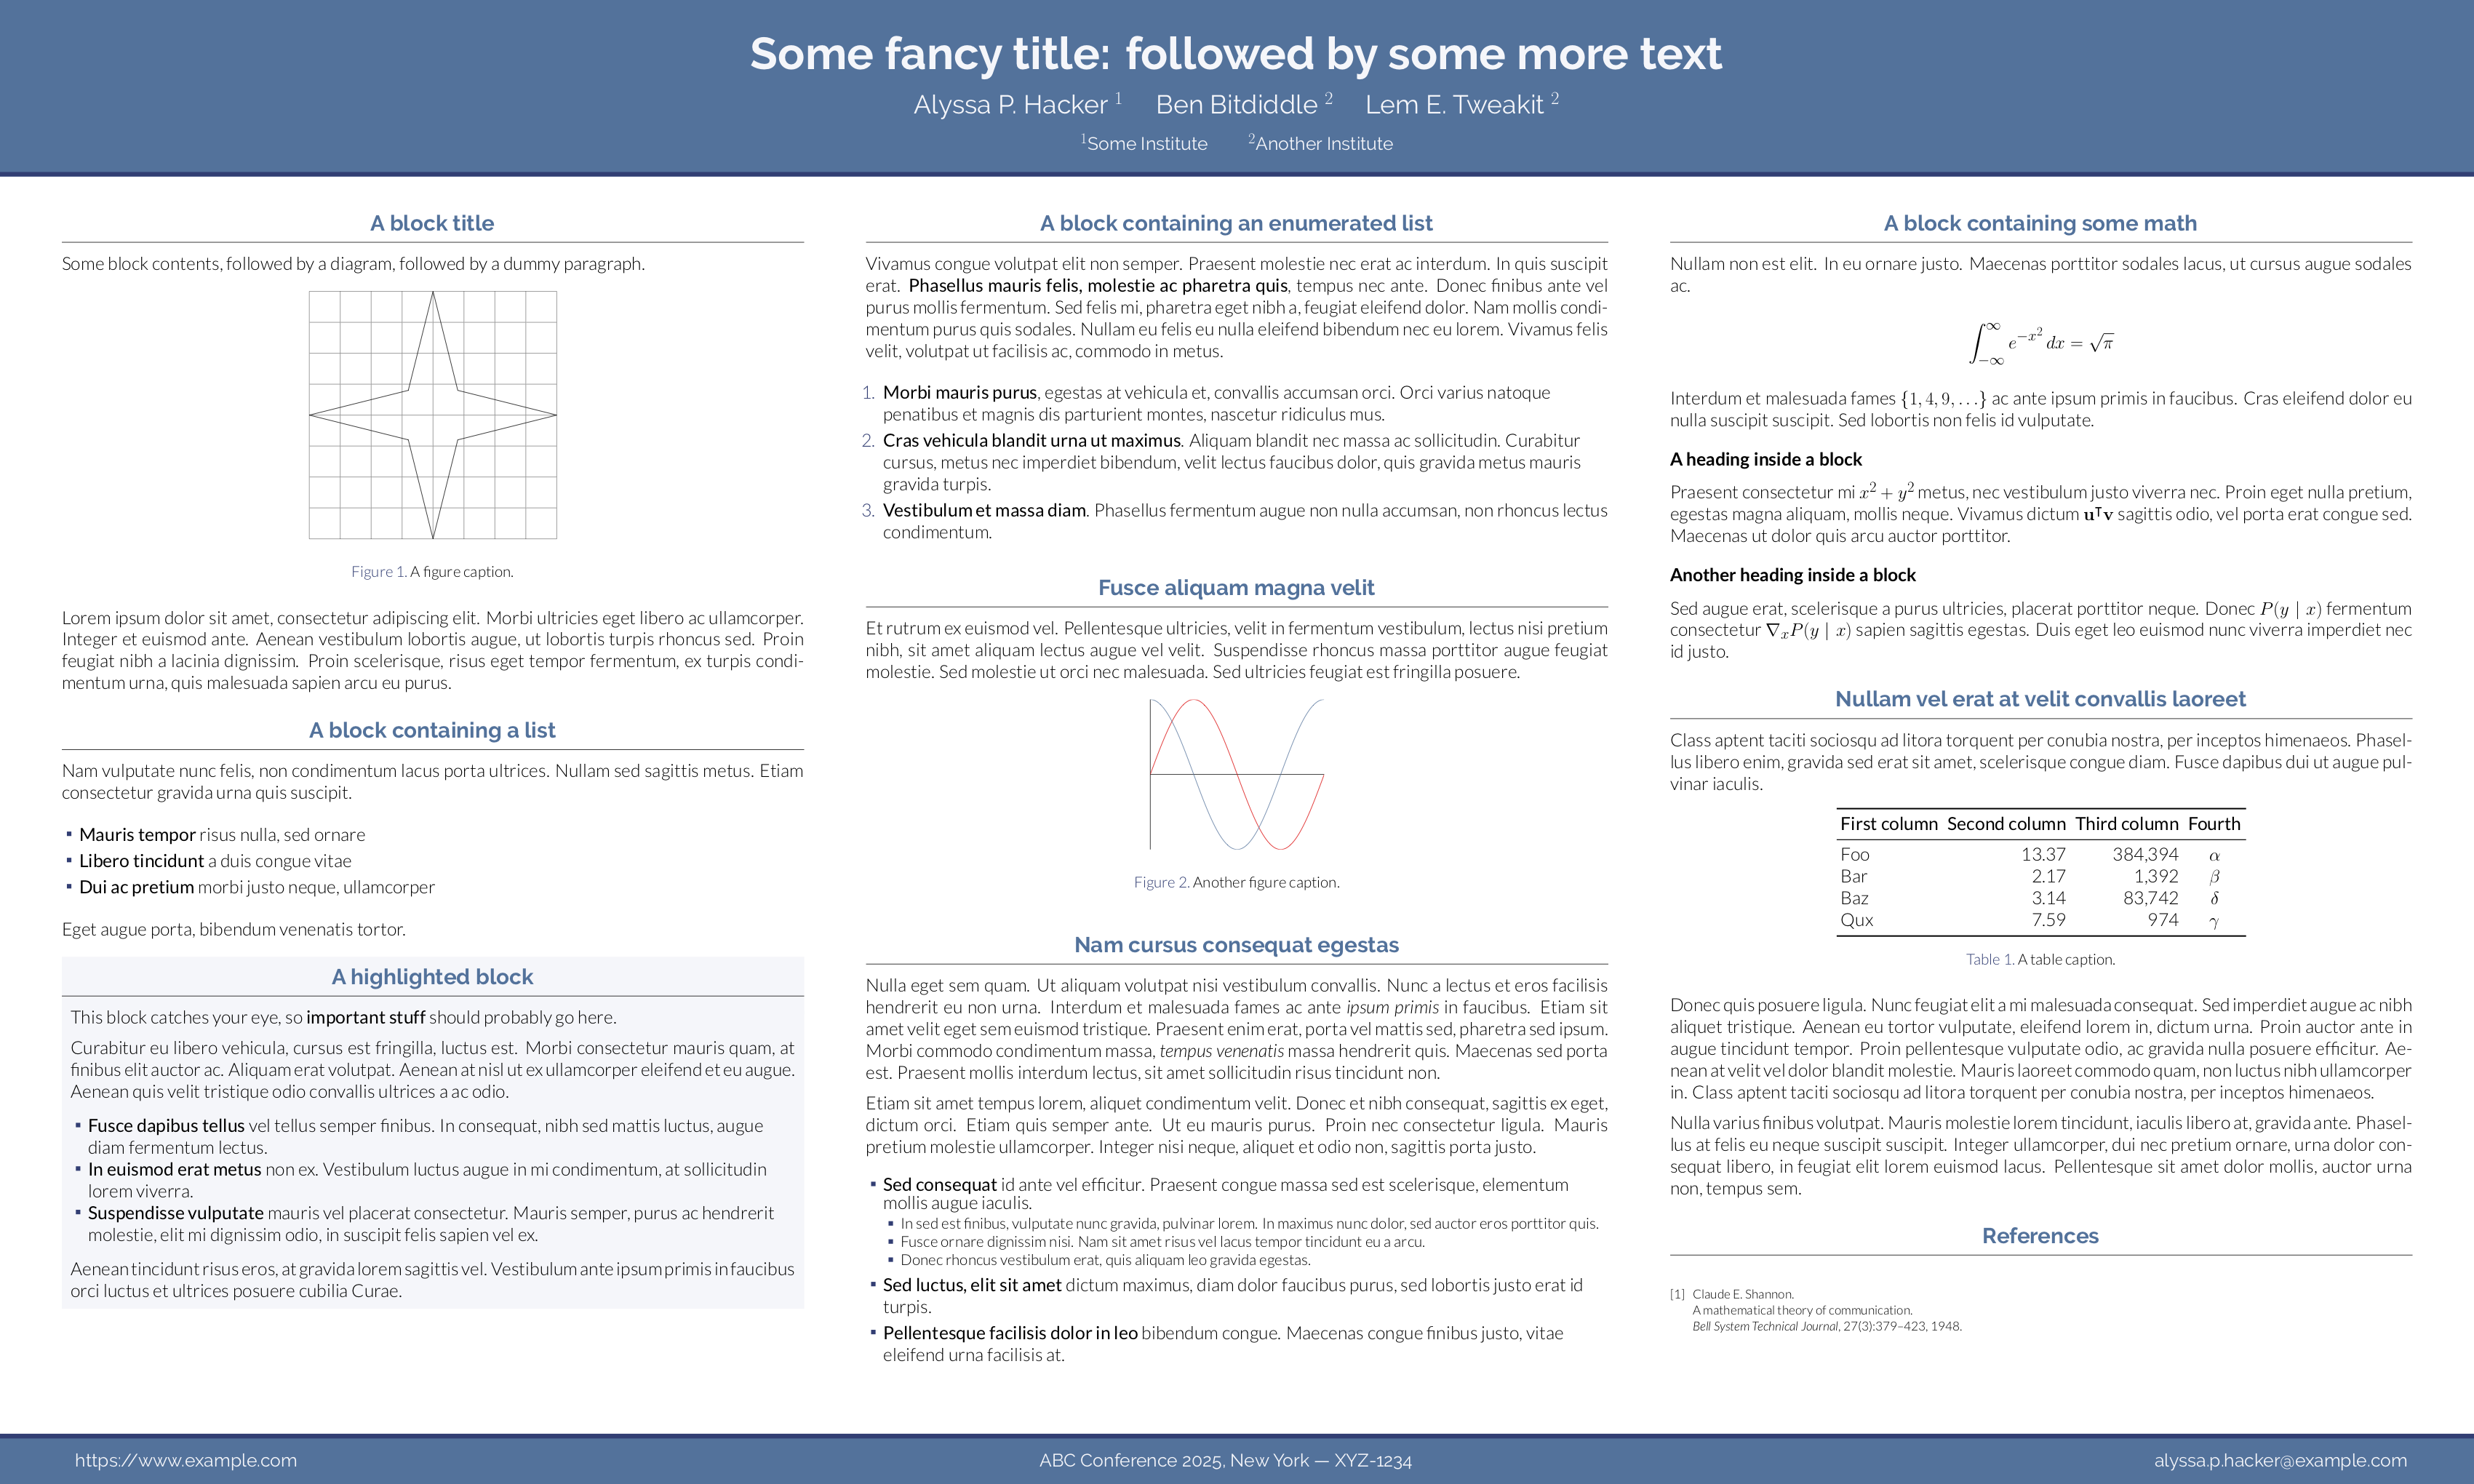 Some fancy title: followed by some more text
Alyssa P. Hacker ¹ Ben Bitdiddle ² Lem E. Tweakit ²
¹Some Institute ²Another Institute
A block title
Some block contents, followed by a diagram, followed by a dummy paragraph.
Figure 1. A figure caption.
Lorem ipsum dolor sit amet, consectetur adipiscing elit. Morbi ultricies eget libero ac ullamcorper.
Integer et euismod ante. Aenean vestibulum lobortis augue, ut lobortis turpis rhoncus sed. Proin
feugiat nibh a lacinia dignissim. Proin scelerisque, risus eget tempor fermentum, ex turpis condi-
mentum urna, quis malesuada sapien arcu eu purus.
A block containing a list
Nam vulputate nunc felis, non condimentum lacus porta ultrices. Nullam sed sagittis metus. Etiam
consectetur gravida urna quis suscipit.
▪ Mauris tempor risus nulla, sed ornare
▪ Libero tincidunt a duis congue vitae
▪ Dui ac pretium morbi justo neque, ullamcorper
Eget augue porta, bibendum venenatis tortor.
A highlighted block
This block catches your eye, so important stuff should probably go here.
Curabitur eu libero vehicula, cursus est fringilla, luctus est. Morbi consectetur mauris quam, at
finibus elit auctor ac. Aliquam erat volutpat. Aenean at nisl ut ex ullamcorper eleifend et eu augue.
Aenean quis velit tristique odio convallis ultrices a ac odio.
▪ Fusce dapibus tellus vel tellus semper finibus. In consequat, nibh sed mattis luctus, augue
diam fermentum lectus.
▪ In euismod erat metus non ex. Vestibulum luctus augue in mi condimentum, at sollicitudin
lorem viverra.
▪ Suspendisse vulputate mauris vel placerat consectetur. Mauris semper, purus ac hendrerit
molestie, elit mi dignissim odio, in suscipit felis sapien vel ex.
Aenean tincidunt risus eros, at gravida lorem sagittis vel. Vestibulum ante ipsum primis in faucibus
orci luctus et ultrices posuere cubilia Curae.
A block containing an enumerated list
Vivamus congue volutpat elit non semper. Praesent molestie nec erat ac interdum. In quis suscipit
erat. Phasellus mauris felis, molestie ac pharetra quis, tempus nec ante. Donec finibus ante vel
purus mollis fermentum. Sed felis mi, pharetra eget nibh a, feugiat eleifend dolor. Nam mollis condi-
mentum purus quis sodales. Nullam eu felis eu nulla eleifend bibendum nec eu lorem. Vivamus felis
velit, volutpat ut facilisis ac, commodo in metus.
1. Morbi mauris purus, egestas at vehicula et, convallis accumsan orci. Orci varius natoque
penatibus et magnis dis parturient montes, nascetur ridiculus mus.
2. Cras vehicula blandit urna ut maximus. Aliquam blandit nec massa ac sollicitudin. Curabitur
cursus, metus nec imperdiet bibendum, velit lectus faucibus dolor, quis gravida metus mauris
gravida turpis.
3. Vestibulum et massa diam. Phasellus fermentum augue non nulla accumsan, non rhoncus lectus
condimentum.
Fusce aliquam magna velit
Et rutrum ex euismod vel. Pellentesque ultricies, velit in fermentum vestibulum, lectus nisi pretium
nibh, sit amet aliquam lectus augue vel velit. Suspendisse rhoncus massa porttitor augue feugiat
molestie. Sed molestie ut orci nec malesuada. Sed ultricies feugiat est fringilla posuere.
Figure 2. Another figure caption.
Nam cursus consequat egestas
Nulla eget sem quam. Ut aliquam volutpat nisi vestibulum convallis. Nunc a lectus et eros facilisis
hendrerit eu non urna. Interdum et malesuada fames ac ante ipsum primis in faucibus. Etiam sit
amet velit eget sem euismod tristique. Praesent enim erat, porta vel mattis sed, pharetra sed ipsum.
Morbi commodo condimentum massa, tempus venenatis massa hendrerit quis. Maecenas sed porta
est. Praesent mollis interdum lectus, sit amet sollicitudin risus tincidunt non.
Etiam sit amet tempus lorem, aliquet condimentum velit. Donec et nibh consequat, sagittis ex eget,
dictum orci. Etiam quis semper ante. Ut eu mauris purus. Proin nec consectetur ligula. Mauris
pretium molestie ullamcorper. Integer nisi neque, aliquet et odio non, sagittis porta justo.
▪ Sed consequat id ante vel efficitur. Praesent congue massa sed est scelerisque, elementum
mollis augue iaculis.
▪ In sed est finibus, vulputate nunc gravida, pulvinar lorem. In maximus nunc dolor, sed auctor eros porttitor quis.
▪ Fusce ornare dignissim nisi. Nam sit amet risus vel lacus tempor tincidunt eu a arcu.
▪ Donec rhoncus vestibulum erat, quis aliquam leo gravida egestas.
▪ Sed luctus, elit sit amet dictum maximus, diam dolor faucibus purus, sed lobortis justo erat id
turpis.
▪ Pellentesque facilisis dolor in leo bibendum congue. Maecenas congue finibus justo, vitae
eleifend urna facilisis at.
A block containing some math
Nullam non est elit. In eu ornare justo. Maecenas porttitor sodales lacus, ut cursus augue sodales
ac.
∫_{−∞}^{∞} e^{−x²} dx = √π
Interdum et malesuada fames {1, 4, 9, . . .} ac ante ipsum primis in faucibus. Cras eleifend dolor eu
nulla suscipit suscipit. Sed lobortis non felis id vulputate.
A heading inside a block
Praesent consectetur mi x² + y² metus, nec vestibulum justo viverra nec. Proin eget nulla pretium,
egestas magna aliquam, mollis neque. Vivamus dictum u⊺v sagittis odio, vel porta erat congue sed.
Maecenas ut dolor quis arcu auctor porttitor.
Another heading inside a block
Sed augue erat, scelerisque a purus ultricies, placerat porttitor neque. Donec P(y | x) fermentum
consectetur ∇ₓP(y | x) sapien sagittis egestas. Duis eget leo euismod nunc viverra imperdiet nec
id justo.
Nullam vel erat at velit convallis laoreet
Class aptent taciti sociosqu ad litora torquent per conubia nostra, per inceptos himenaeos. Phasel-
lus libero enim, gravida sed erat sit amet, scelerisque congue diam. Fusce dapibus dui ut augue pul-
vinar iaculis.
First column Second column Third column Fourth
Foo 13.37 384,394 α
Bar 2.17 1,392 β
Baz 3.14 83,742 δ
Qux 7.59 974 γ
Table 1. A table caption.
Donec quis posuere ligula. Nunc feugiat elit a mi malesuada consequat. Sed imperdiet augue ac nibh
aliquet tristique. Aenean eu tortor vulputate, eleifend lorem in, dictum urna. Proin auctor ante in
augue tincidunt tempor. Proin pellentesque vulputate odio, ac gravida nulla posuere efficitur. Ae-
nean at velit vel dolor blandit molestie. Mauris laoreet commodo quam, non luctus nibh ullamcorper
in. Class aptent taciti sociosqu ad litora torquent per conubia nostra, per inceptos himenaeos.
Nulla varius finibus volutpat. Mauris molestie lorem tincidunt, iaculis libero at, gravida ante. Phasel-
lus at felis eu neque suscipit suscipit. Integer ullamcorper, dui nec pretium ornare, urna dolor con-
sequat libero, in feugiat elit lorem euismod lacus. Pellentesque sit amet dolor mollis, auctor urna
non, tempus sem.
References
[1] Claude E. Shannon.
A mathematical theory of communication.
Bell System Technical Journal, 27(3):379–423, 1948.
https://www.example.com
ABC Conference 2025, New York — XYZ-1234
alyssa.p.hacker@example.com